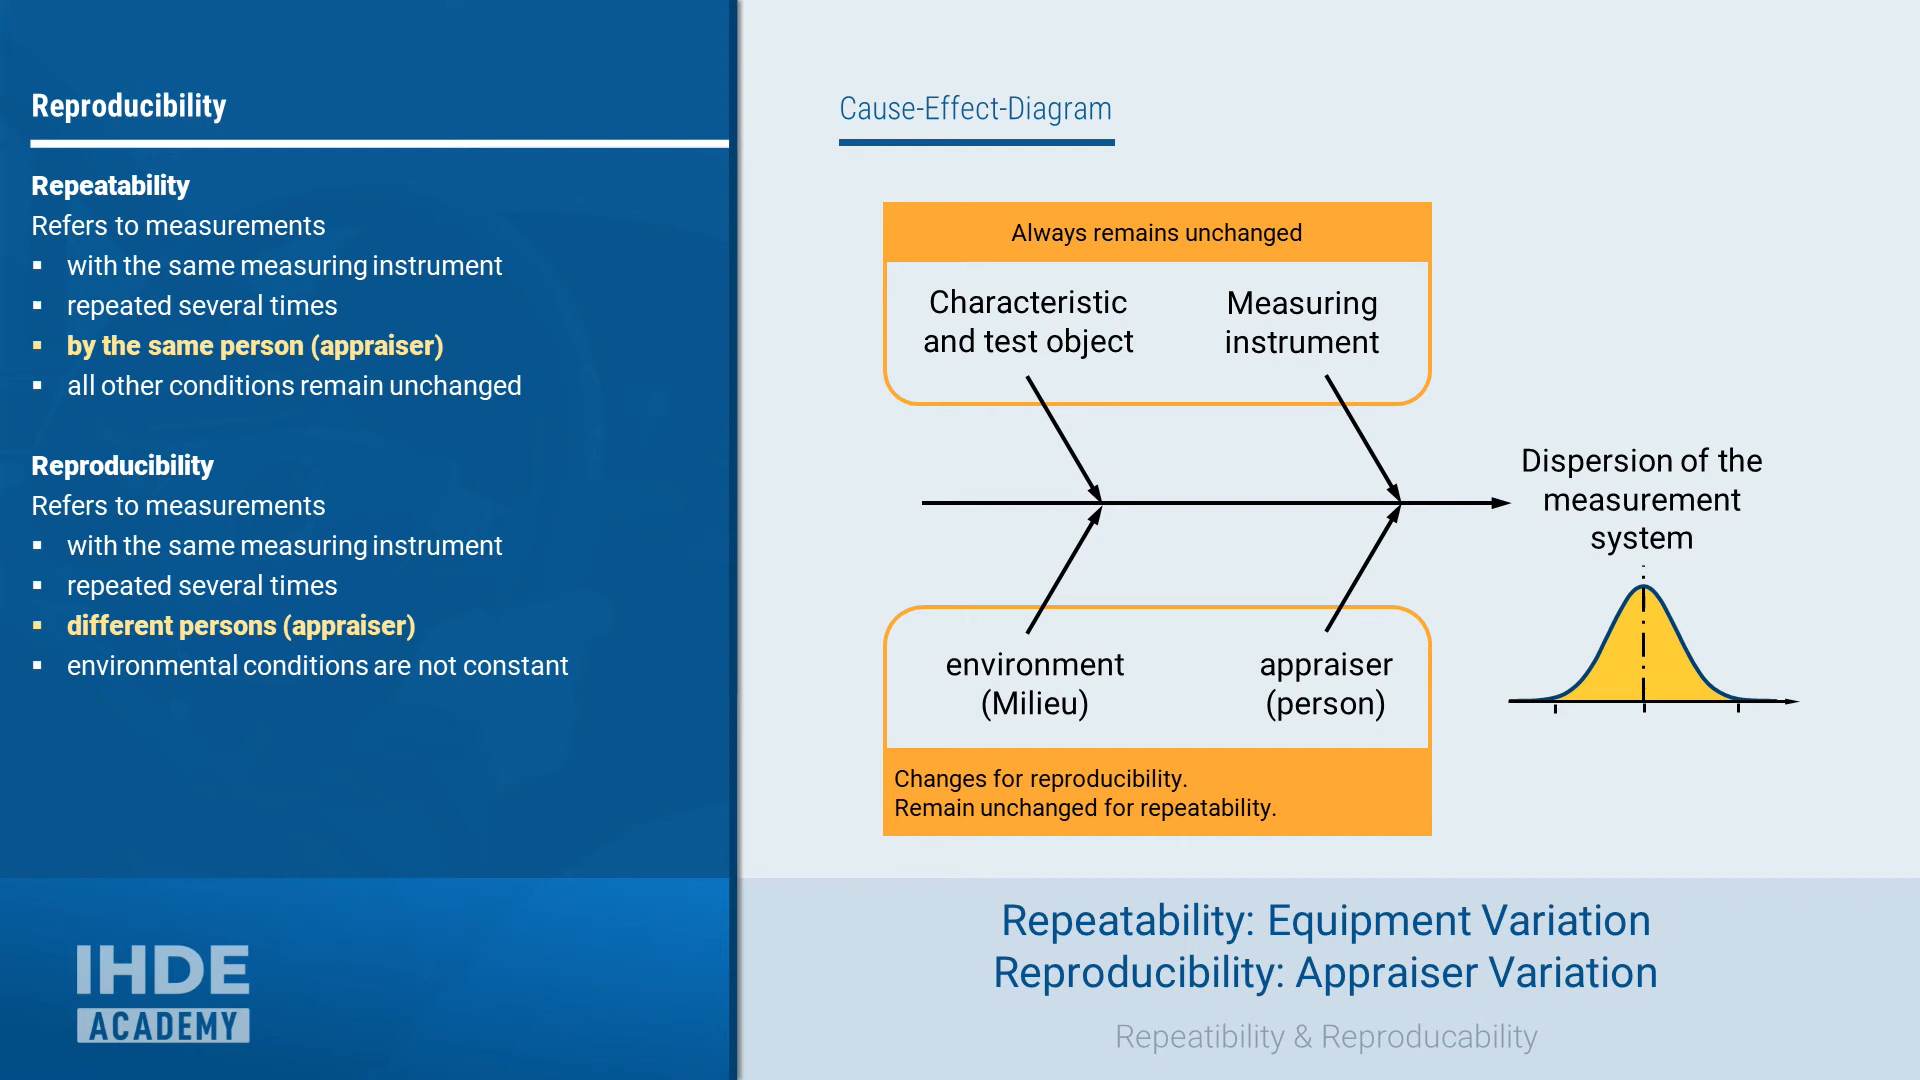 Reproducibility
Repeatability
Refers to measurements
▪ with the same measuring instrument
▪ repeated several times
▪ by the same person (appraiser)
▪ all other conditions remain unchanged
Reproducibility
Refers to measurements
▪ with the same measuring instrument
▪ repeated several times
▪ different persons (appraiser)
▪ environmental conditions are not constant
IHDE
ACADEMY
Cause-Effect-Diagram
Always remains unchanged
Characteristic
and test object
Measuring
instrument
Dispersion of the
measurement
system
environment
(Milieu)
appraiser
(person)
Changes for reproducibility.
Remain unchanged for repeatability.
Repeatability: Equipment Variation
Reproducibility: Appraiser Variation
Repeatibility & Reproducability